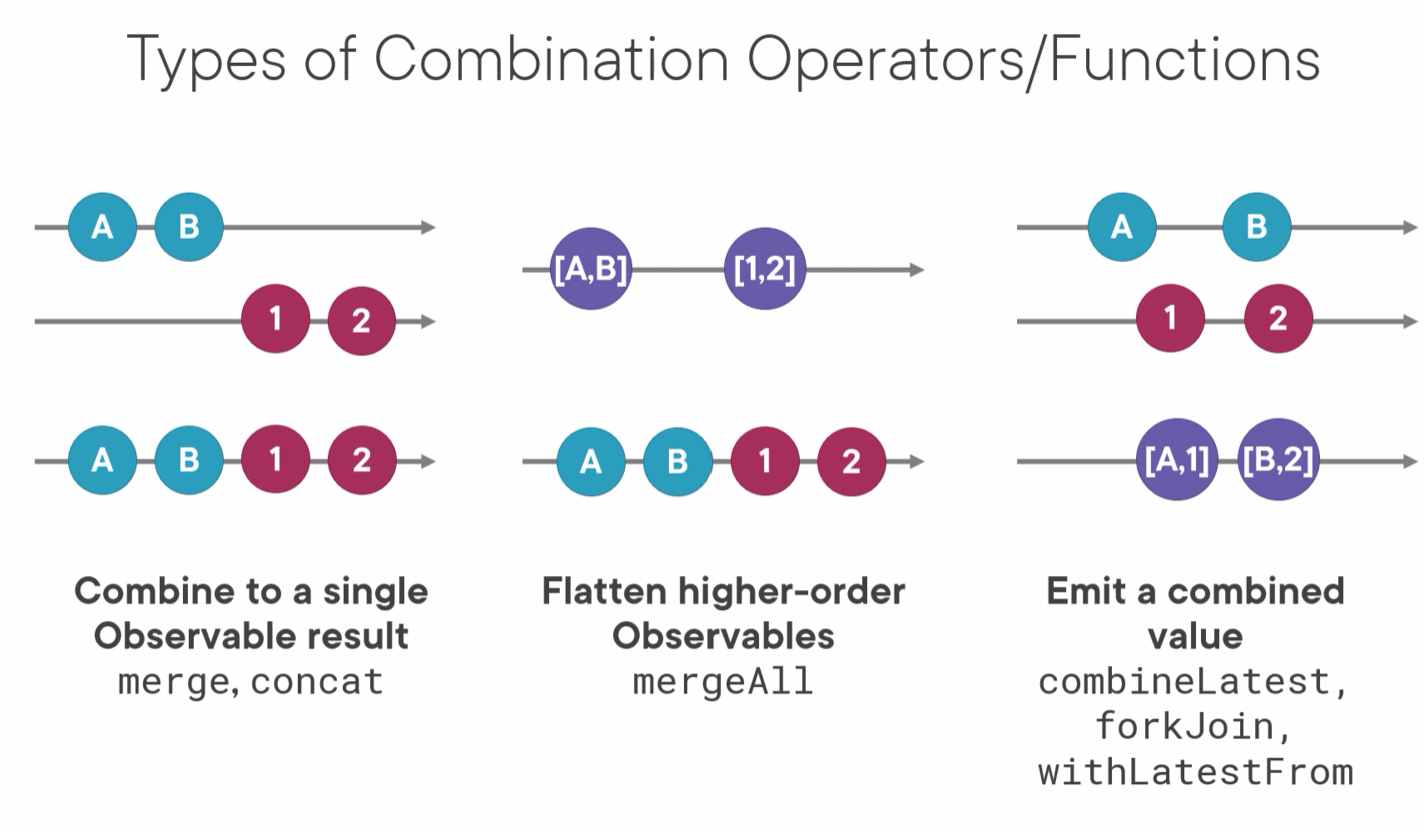 Types of Combination Operators/Functions
A B
1 2
A B 1 2
Combine to a single
Observable result
merge, concat
[A,B] [1,2]
A B 1 2
Flatten higher-order
Observables
mergeAll
A B
1 2
[A,1] [B,2]
Emit a combined
value
combineLatest,
forkJoin,
withLatestFrom